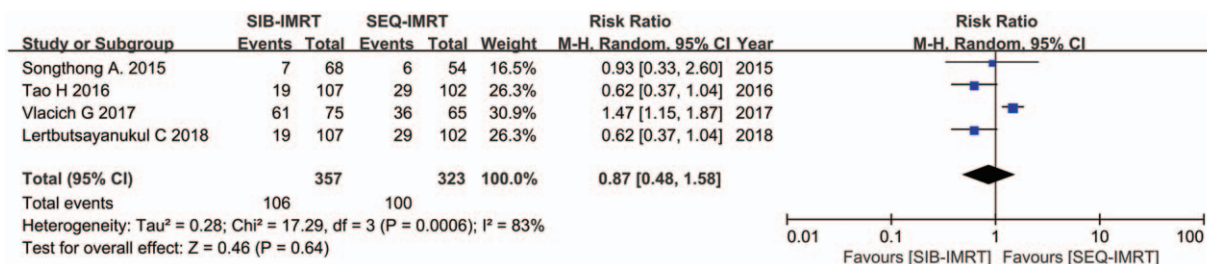 SIB-IMRT SEQ-IMRT Risk Ratio Risk Ratio
Study or Subgroup Events Total Events Total Weight M-H, Random, 95% CI Year M-H, Random, 95% CI
Songthong A. 2015 7 68 6 54 16.5% 0.93 [0.33, 2.60] 2015
Tao H 2016 19 107 29 102 26.3% 0.62 [0.37, 1.04] 2016
Vlacich G 2017 61 75 36 65 30.9% 1.47 [1.15, 1.87] 2017
Lertbutsayanukul C 2018 19 107 29 102 26.3% 0.62 [0.37, 1.04] 2018
Total (95% CI) 357 323 100.0% 0.87 [0.48, 1.58]
Total events 106 100
Heterogeneity: Tau² = 0.28; Chi² = 17.29, df = 3 (P = 0.0006); I² = 83%
Test for overall effect: Z = 0.46 (P = 0.64)
0.01 0.1 1 10 100
Favours [SIB-IMRT] Favours [SEQ-IMRT]